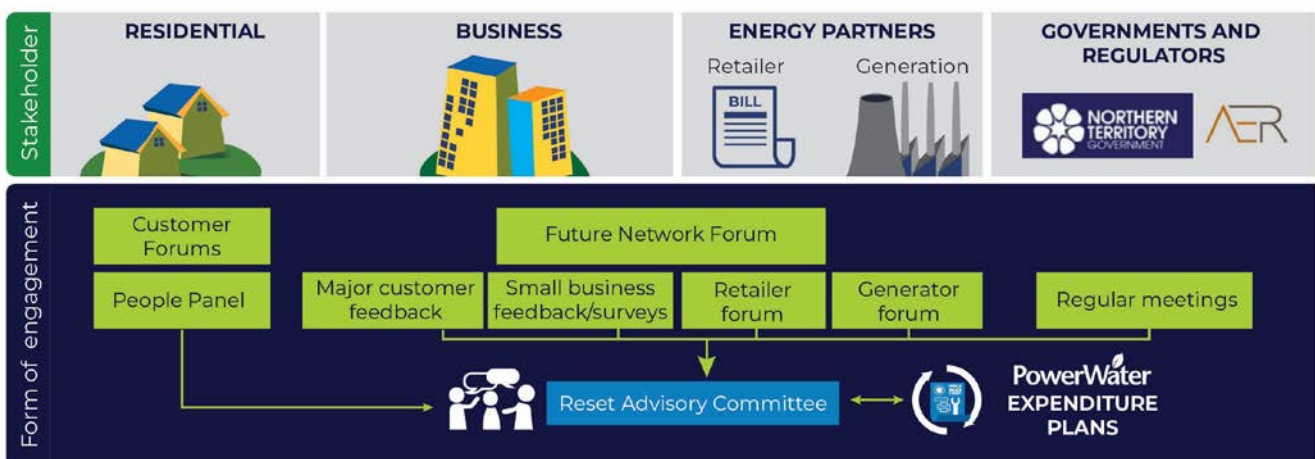 Stakeholder
RESIDENTIAL
BUSINESS
ENERGY PARTNERS
Retailer
Generation
BILL
GOVERNMENTS AND
REGULATORS
NORTHERN
TERRITORY
GOVERNMENT
AER
Form of engagement
Customer
Forums
Future Network Forum
People Panel
Major customer
feedback
Small business
feedback/surveys
Retailer
forum
Generator
forum
Regular meetings
Reset Advisory Committee
PowerWater
EXPENDITURE
PLANS